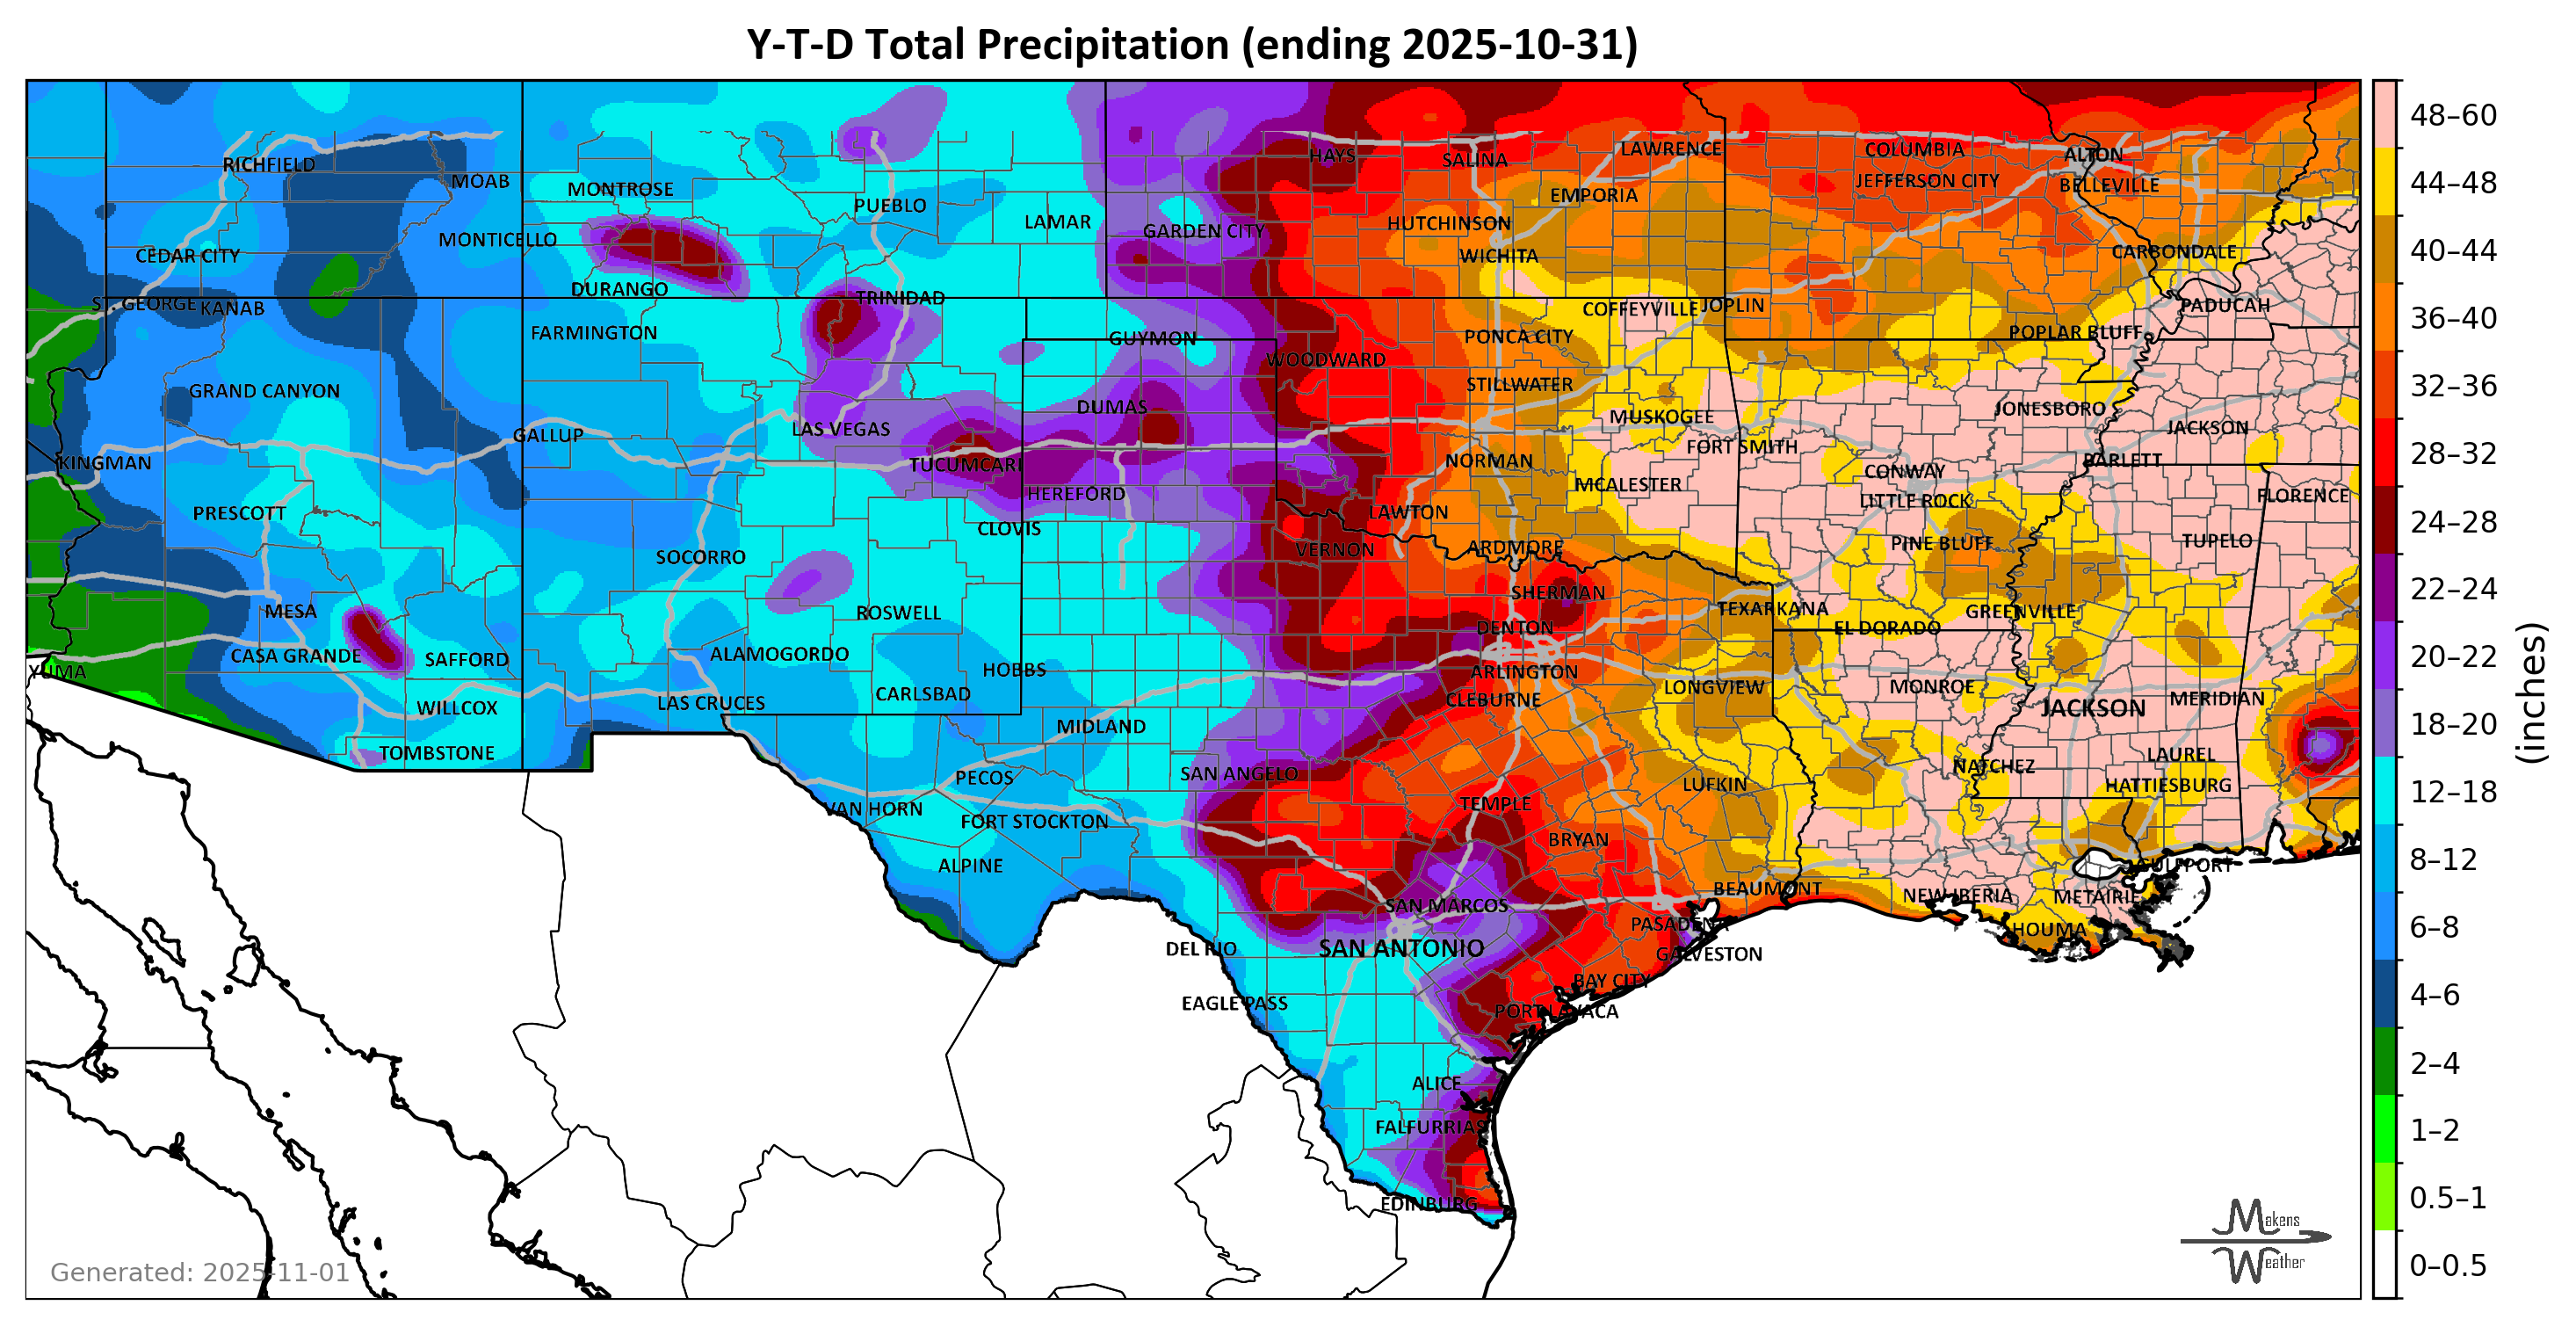 Y-T-D Total Precipitation (ending 2025-10-31)
48–60
44–48
40–44
36–40
32–36
28–32
24–28
22–24
20–22
18–20
12–18
8–12
6–8
4–6
2–4
1–2
0.5–1
0–0.5
(inches)
RICHFIELD
MOAB
MONTROSE
PUEBLO
LAMAR
HAYS
SALINA
LAWRENCE
EMPORIA
COLUMBIA
JEFFERSON CITY
ALTON
BELLEVILLE
CEDAR CITY
MONTICELLO
GARDEN CITY
HUTCHINSON
WICHITA
CARBONDALE
ST. GEORGE
KANAB
DURANGO
TRINIDAD
COFFEYVILLE
JOPLIN
PADUCAH
FARMINGTON
GUYMON
PONCA CITY
POPLAR BLUFF
WOODWARD
GRAND CANYON
DUMAS
STILLWATER
MUSKOGEE
JONESBORO
GALLUP
LAS VEGAS
FORT SMITH
JACKSON
KINGMAN
TUCUMCARI
NORMAN
CONWAY
BARLETT
HEREFORD
MCALESTER
LITTLE ROCK
FLORENCE
PRESCOTT
CLOVIS
LAWTON
SOCORRO
VERNON
ARDMORE
PINE BLUFF
TUPELO
MESA
ROSWELL
SHERMAN
TEXARKANA
GREENVILLE
DENTON
EL DORADO
CASA GRANDE
SAFFORD
ALAMOGORDO
HOBBS
ARLINGTON
YUMA
LONGVIEW
MONROE
MERIDIAN
WILLCOX
LAS CRUCES
CARLSBAD
CLEBURNE
JACKSON
MIDLAND
TOMBSTONE
PECOS
SAN ANGELO
NATCHEZ
LAUREL
LUFKIN
HATTIESBURG
VAN HORN
FORT STOCKTON
TEMPLE
BRYAN
ALPINE
GULFPORT
BEAUMONT
NEW IBERIA
METAIRIE
SAN MARCOS
PASADENA
HOUMA
DEL RIO
SAN ANTONIO
GALVESTON
EAGLE PASS
BAY CITY
PORT LAVACA
ALICE
FALFURRIAS
EDINBURG
Makens
Weather
Generated: 2025-11-01